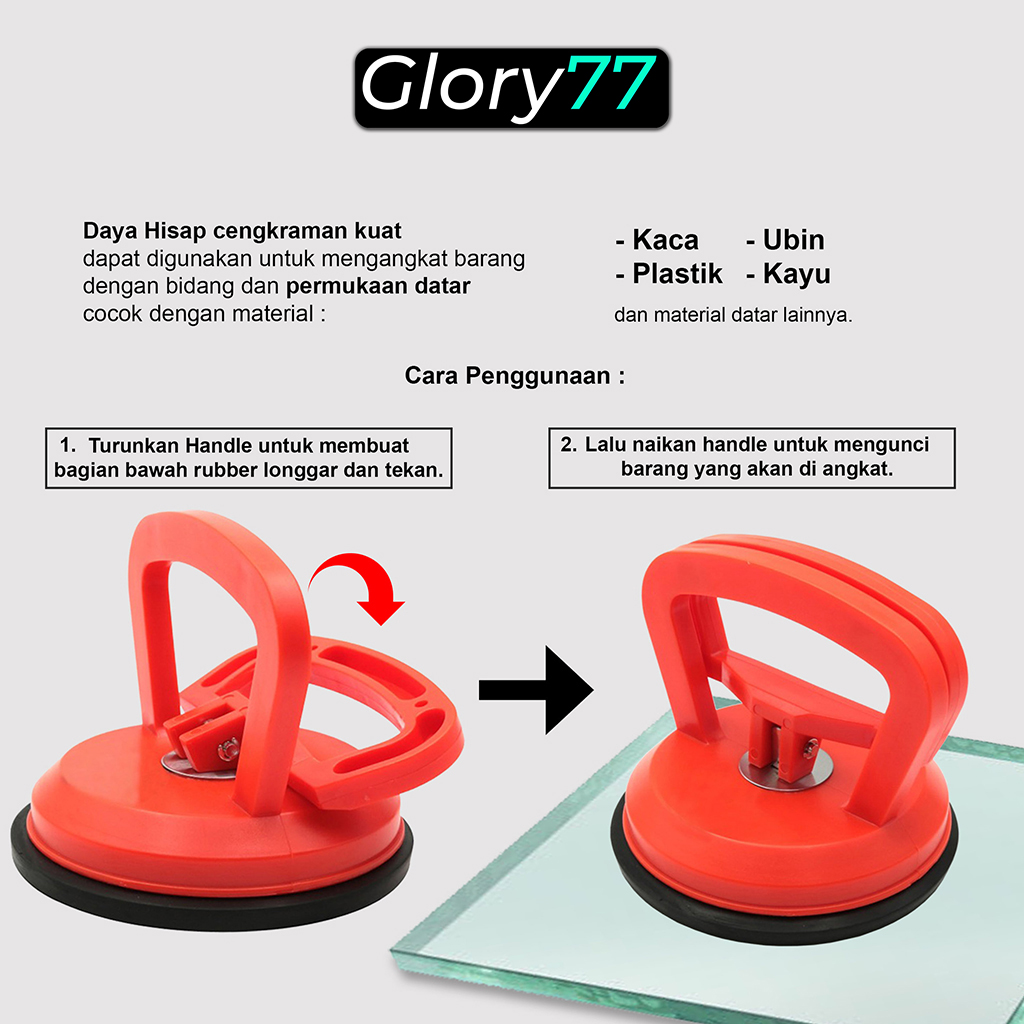 Glory77
Daya Hisap cengkraman kuat
dapat digunakan untuk mengangkat barang
dengan bidang dan permukaan datar
cocok dengan material :
- Kaca - Ubin
- Plastik - Kayu
dan material datar lainnya.
Cara Penggunaan :
1. Turunkan Handle untuk membuat
bagian bawah rubber longgar dan tekan.
2. Lalu naikan handle untuk mengunci
barang yang akan di angkat.